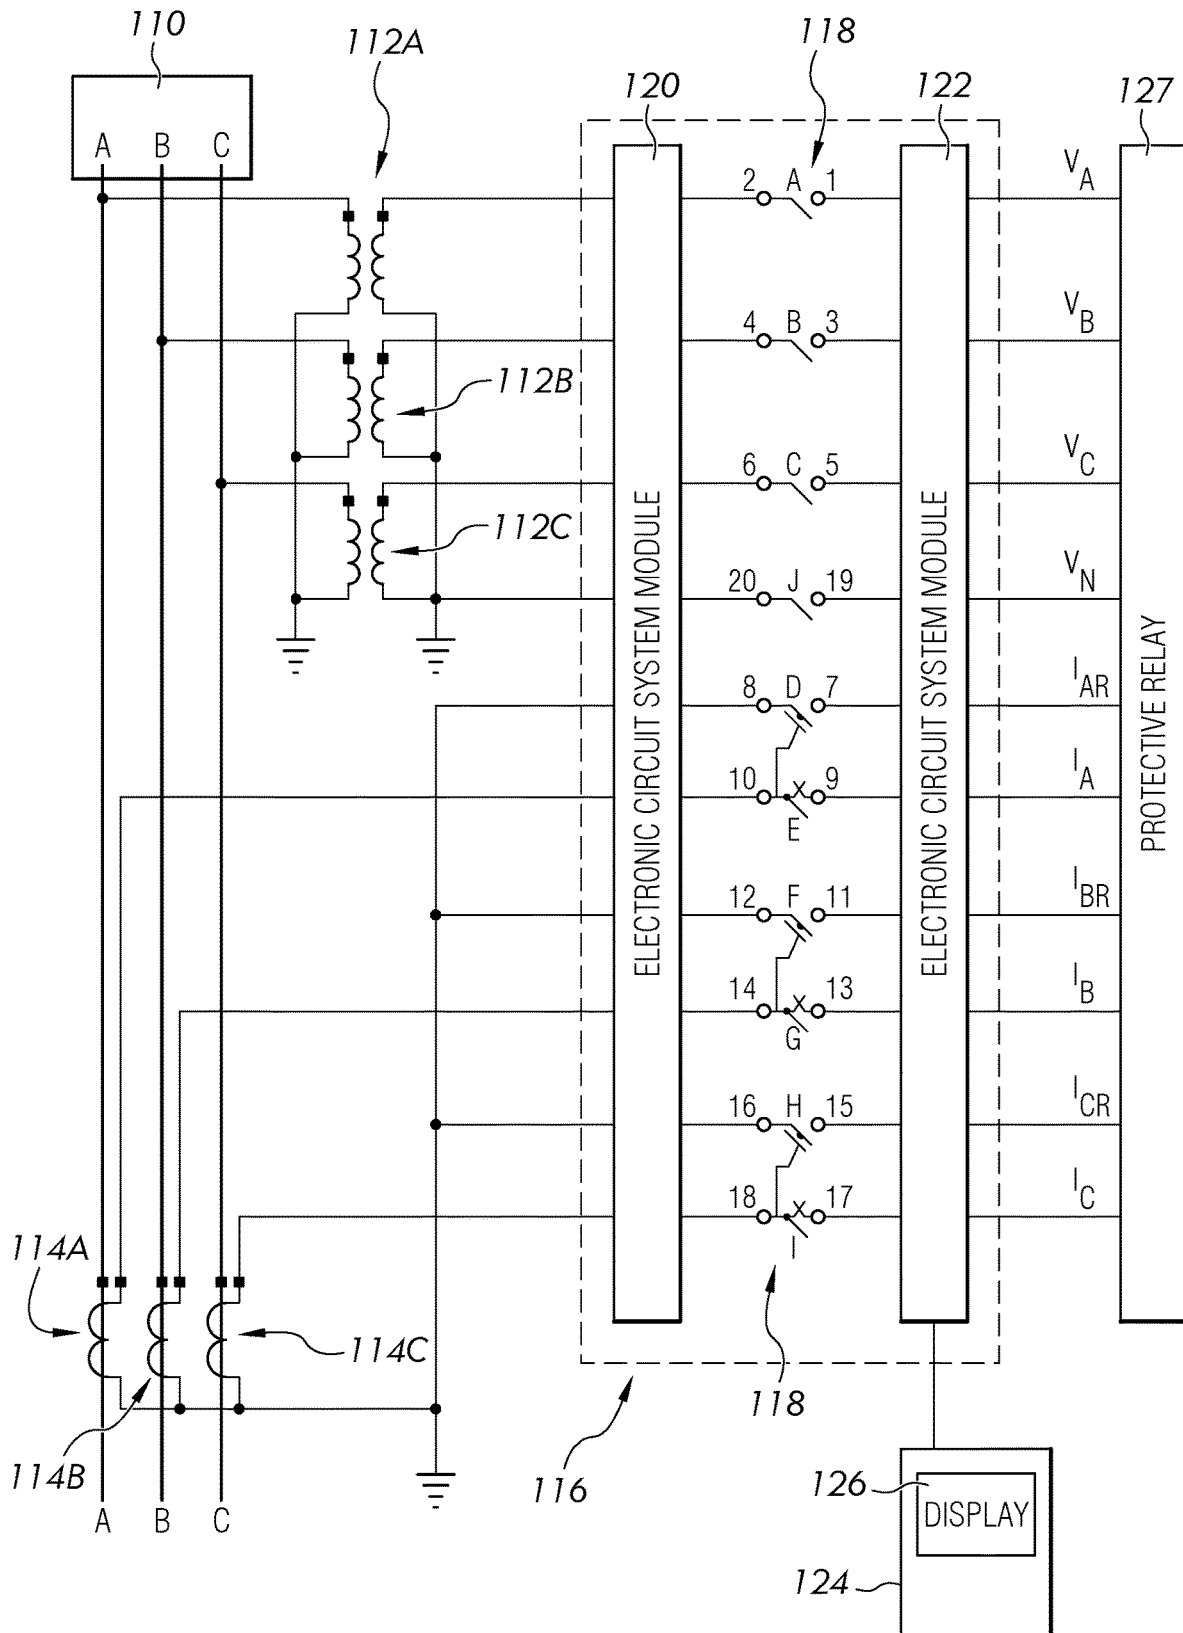 110
112A
118
120
122
127
A B C
2 A 1
V_A
4 B 3
V_B
112B
6 C 5
V_C
112C
20 J 19
V_N
8 D 7
I_AR
10 9
E
I_A
12 F 11
I_BR
14 13
G
I_B
16 H 15
I_CR
18 17
I
I_C
ELECTRONIC CIRCUIT SYSTEM MODULE
ELECTRONIC CIRCUIT SYSTEM MODULE
PROTECTIVE RELAY
114A
114C
114B
118
116
A B C
126
DISPLAY
124